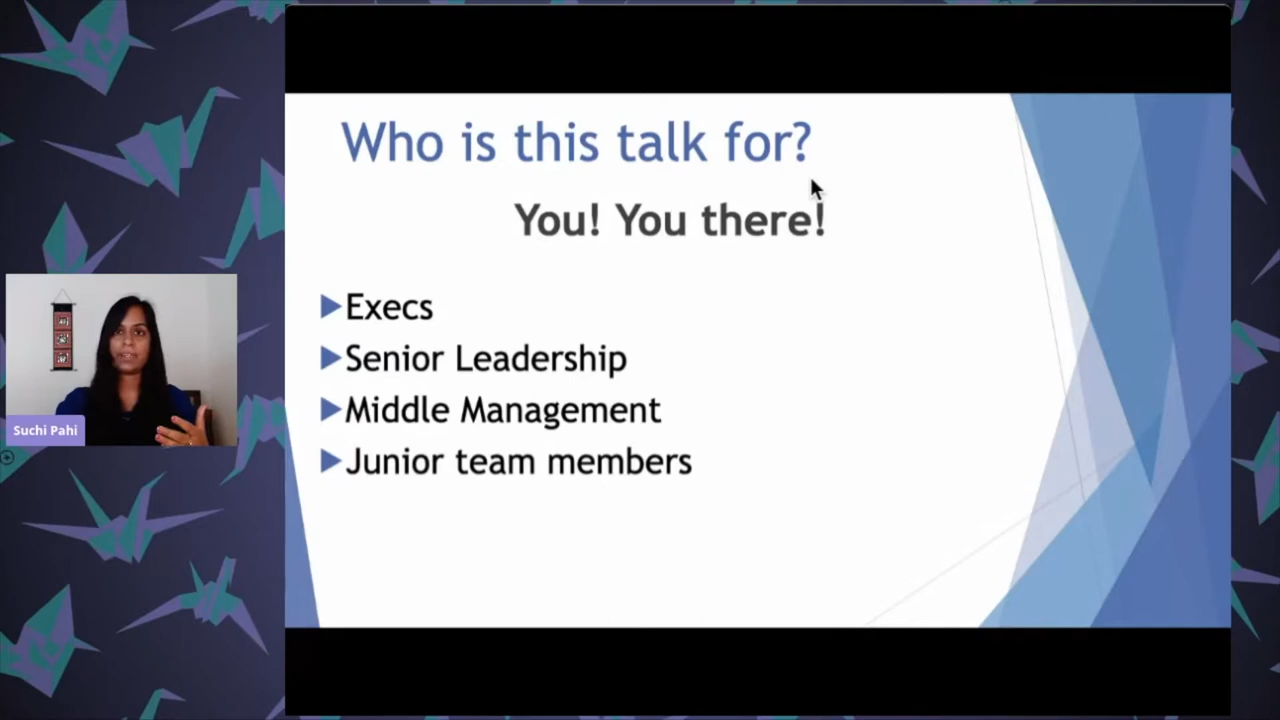 Who is this talk for?
You! You there!
Execs
Senior Leadership
Middle Management
Junior team members
Suchi Pahi